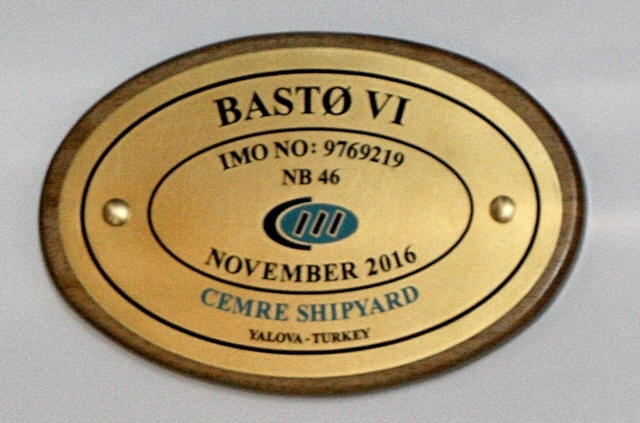 BASTØ VI
IMO NO: 9769219
NB 46
NOVEMBER 2016
CEMRE SHIPYARD
YALOVA - TURKEY